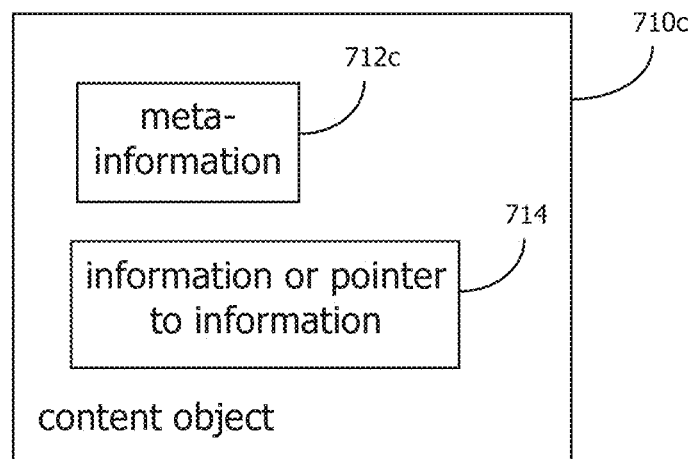 710c
712c
meta-
information
714
information or pointer
to information
content object